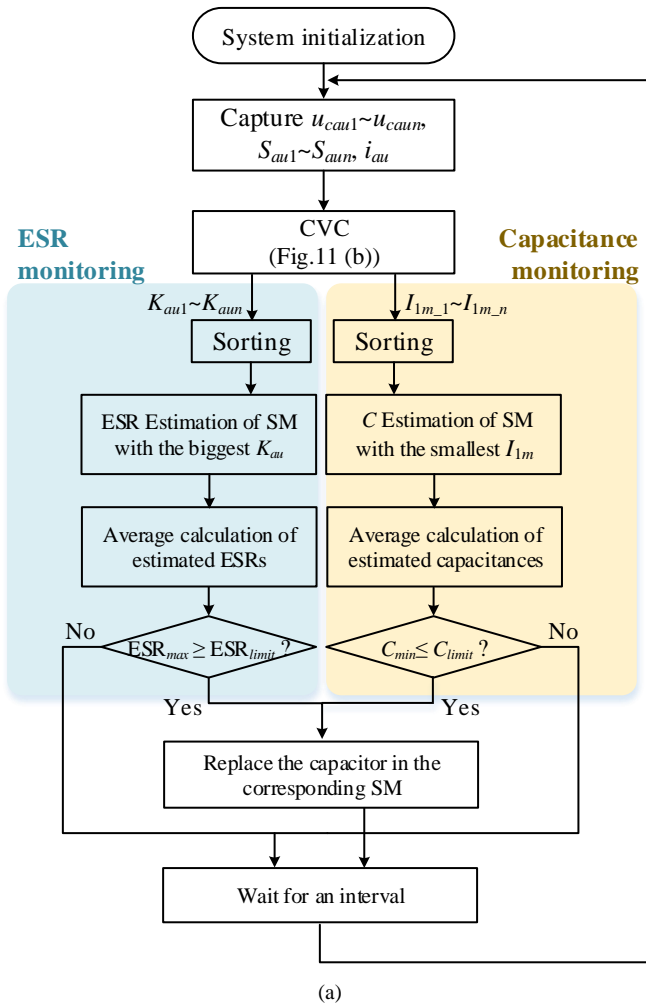 System initialization
Capture u_cau1~u_caun,
S_au1~S_aun, i_au
CVC
(Fig.11 (b))
ESR
monitoring
Capacitance
monitoring
K_au1~K_aun
I_1m_1~I_1m_n
Sorting
Sorting
ESR Estimation of SM
with the biggest K_au
C Estimation of SM
with the smallest I_1m
Average calculation of
estimated ESRs
Average calculation of
estimated capacitances
No
ESR_max ≥ ESR_limit ?
C_min ≤ C_limit ?
No
Yes
Yes
Replace the capacitor in the
corresponding SM
Wait for an interval
(a)